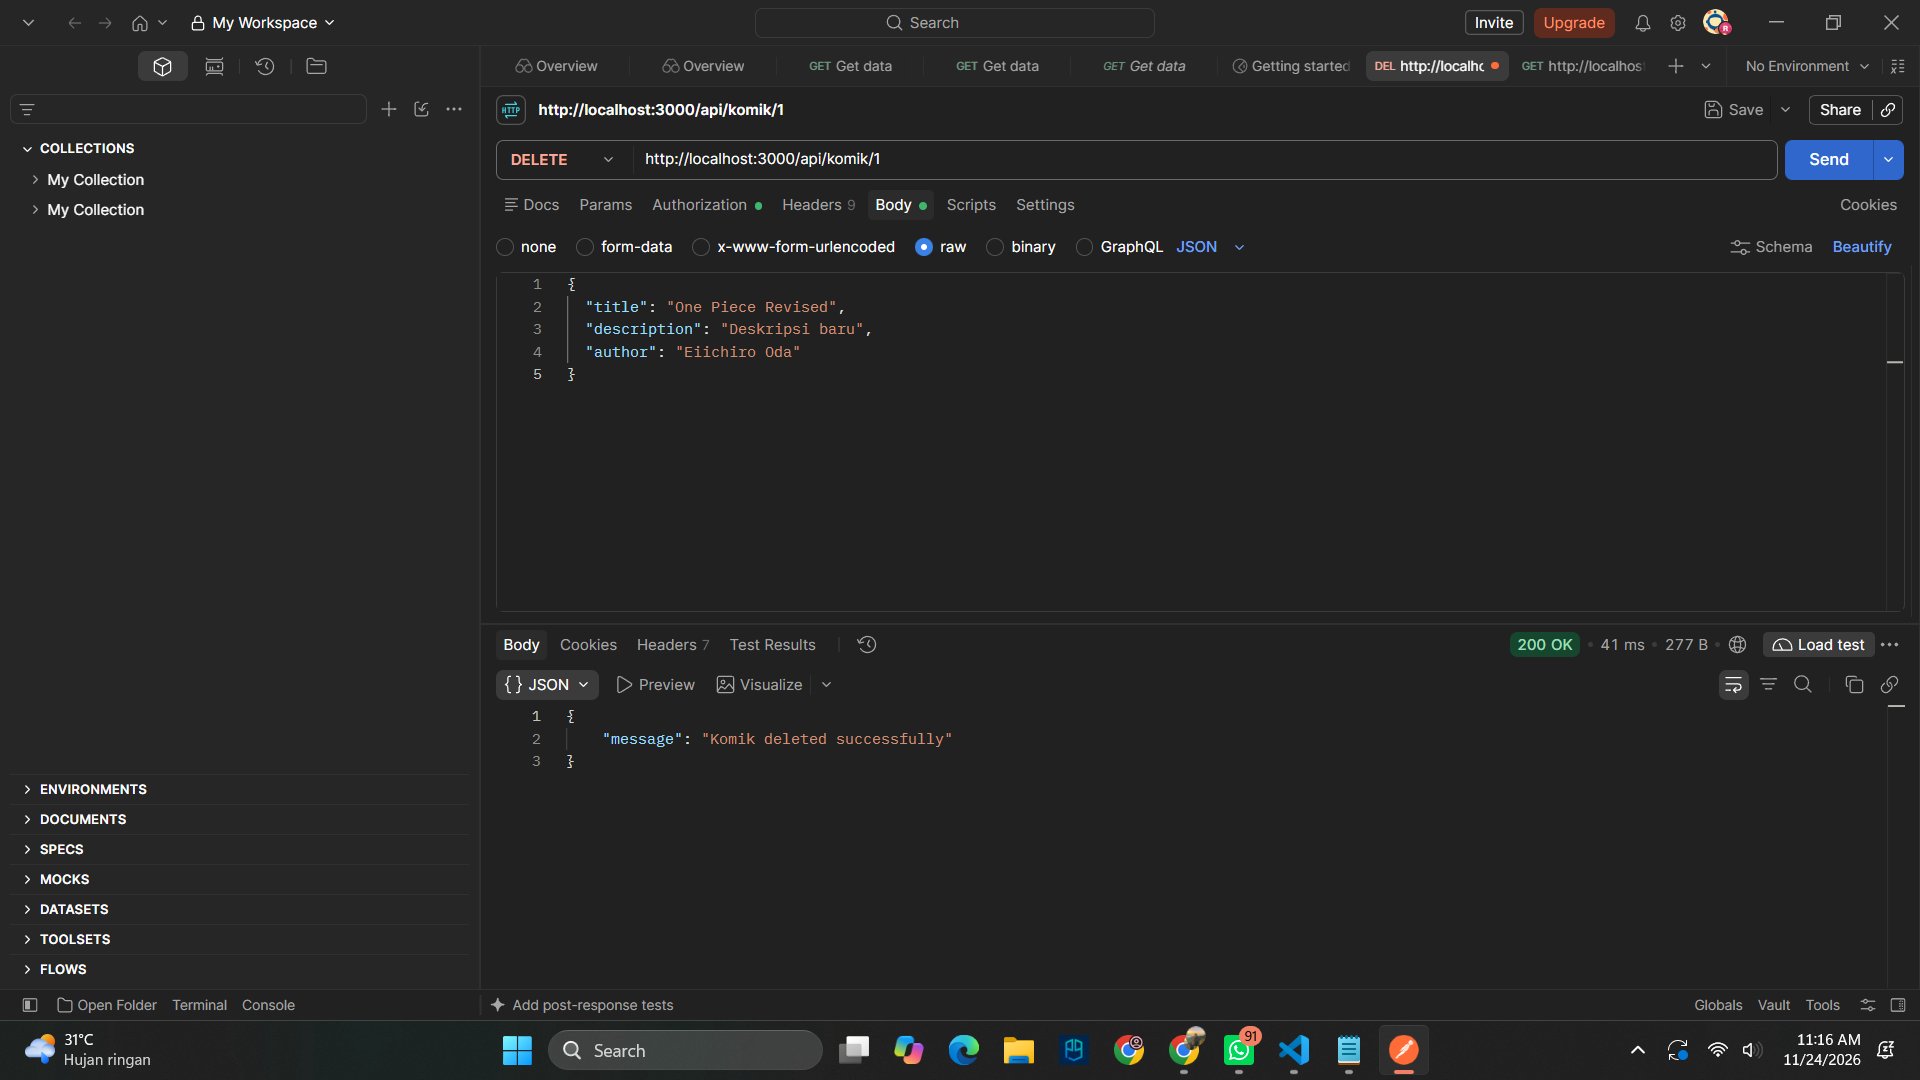 My Workspace
Search
Invite
Upgrade
Overview
Overview
GET Get data
GET Get data
GET Get data
Getting started
DEL http://localho
GET http://localhost
No Environment
HTTP
http://localhost:3000/api/komik/1
Save
Share
COLLECTIONS
My Collection
My Collection
DELETE
http://localhost:3000/api/komik/1
Send
Docs
Params
Authorization
Headers 9
Body
Scripts
Settings
Cookies
none
form-data
x-www-form-urlencoded
raw
binary
GraphQL
JSON
Schema
Beautify
1 {
2 "title": "One Piece Revised",
3 "description": "Deskripsi baru",
4 "author": "Eiichiro Oda"
5 }
Body
Cookies
Headers 7
Test Results
200 OK
41 ms
277 B
Load test
{} JSON
Preview
Visualize
1 {
2 "message": "Komik deleted successfully"
3 }
ENVIRONMENTS
DOCUMENTS
SPECS
MOCKS
DATASETS
TOOLSETS
FLOWS
Open Folder
Terminal
Console
Add post-response tests
Globals
Vault
Tools
31°C
Hujan ringan
Search
91
11:16 AM
11/24/2026